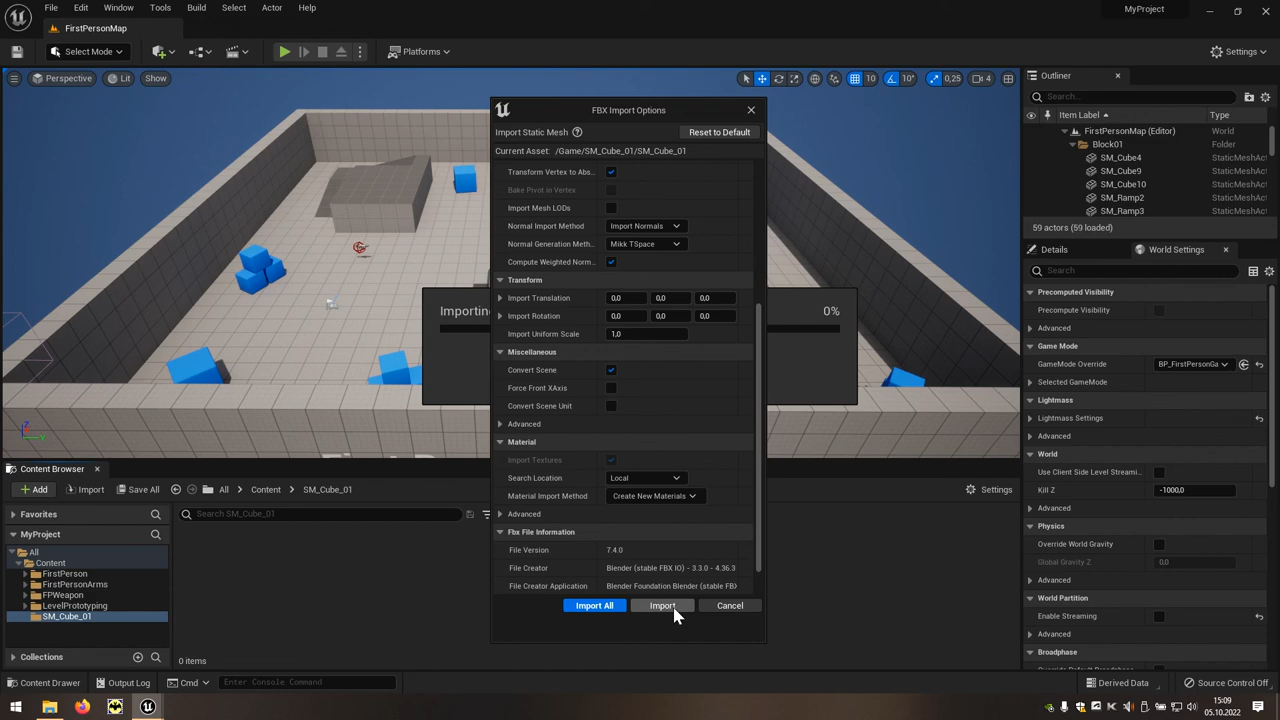 File Edit Window Tools Build Select Actor Help
MyProject
FirstPersonMap
Select Mode
Platforms
Settings
Perspective
Lit
Show
10
10°
0,25
4
Outliner
Search...
Item Label
Type
FirstPersonMap (Editor)
World
Block01
Folder
SM_Cube4
StaticMeshAc
SM_Cube9
StaticMeshAc
SM_Cube10
StaticMeshAc
SM_Ramp2
StaticMeshAc
SM_Ramp3
StaticMeshAc
59 actors (59 loaded)
Importing
0%
FBX Import Options
Import Static Mesh
Reset to Default
Current Asset: /Game/SM_Cube_01/SM_Cube_01
Transform Vertex to Abs...
Bake Pivot in Vertex
Import Mesh LODs
Normal Import Method
Import Normals
Normal Generation Meth...
Mikk TSpace
Compute Weighted Norm...
Transform
Import Translation
0,0 0,0 0,0
Import Rotation
0,0 0,0 0,0
Import Uniform Scale
1,0
Miscellaneous
Convert Scene
Force Front XAxis
Convert Scene Unit
Advanced
Material
Import Textures
Search Location
Local
Material Import Method
Create New Materials
Advanced
Fbx File Information
File Version
7.4.0
File Creator
Blender (stable FBX IO) - 3.3.0 - 4.36.3
File Creator Application
Blender Foundation Blender (stable FB
Import All
Import
Cancel
Details
World Settings
Search
Precomputed Visibility
Precompute Visibility
Advanced
Game Mode
GameMode Override
BP_FirstPersonGa
Selected GameMode
Lightmass
Lightmass Settings
Advanced
World
Use Client Side Level Streami...
Kill Z
-1000,0
Advanced
Physics
Override World Gravity
Global Gravity Z
0,0
Advanced
World Partition
Enable Streaming
Advanced
Broadphase
Content Browser
Add
Import
Save All
All
Content
SM_Cube_01
Settings
Favorites
Search SM_Cube_01
MyProject
All
Content
FirstPerson
FirstPersonArms
FPWeapon
LevelPrototyping
SM_Cube_01
Collections
0 items
Content Drawer
Output Log
Cmd
Enter Console Command
Derived Data
Source Control Off
15:09
05.10.2022